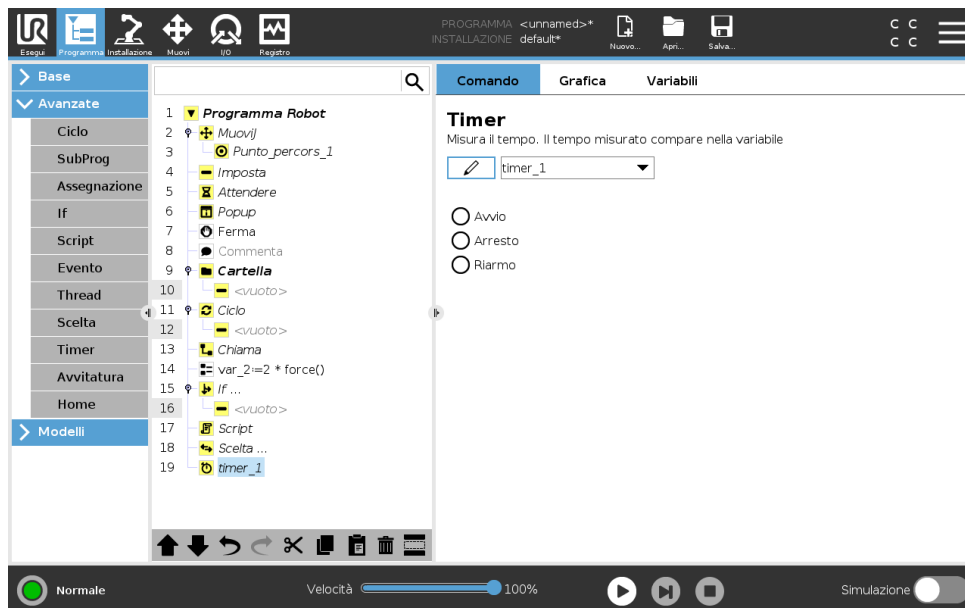 PROGRAMMA <unnamed>*
INSTALLAZIONE default*
Esegui Programma Installazione Muovi I/O Registro Nuovo... Apri... Salva...
C C
C C
Base
Avanzate
Ciclo
SubProg
Assegnazione
If
Script
Evento
Thread
Scelta
Timer
Avvitatura
Home
Modelli
1 Programma Robot
2 MuoviJ
3 Punto_percors_1
4 Imposta
5 Attendere
6 Popup
7 Ferma
8 Commenta
9 Cartella
10 <vuoto>
11 Ciclo
12 <vuoto>
13 Chiama
14 var_2:=2 * force()
15 If ...
16 <vuoto>
17 Script
18 Scelta ...
19 timer_1
Comando Grafica Variabili
Timer
Misura il tempo. Il tempo misurato compare nella variabile
timer_1
Avvio
Arresto
Riarmo
Normale Velocità 100% Simulazione